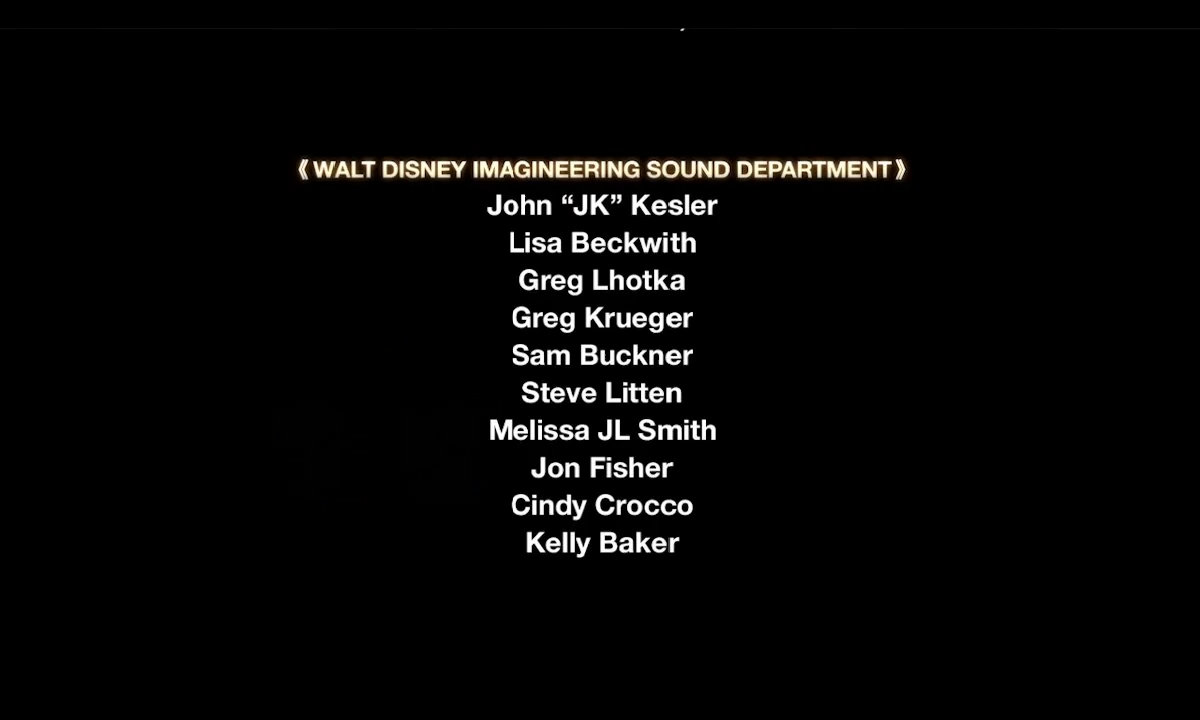 《WALT DISNEY IMAGINEERING SOUND DEPARTMENT》
John “JK” Kesler
Lisa Beckwith
Greg Lhotka
Greg Krueger
Sam Buckner
Steve Litten
Melissa JL Smith
Jon Fisher
Cindy Crocco
Kelly Baker